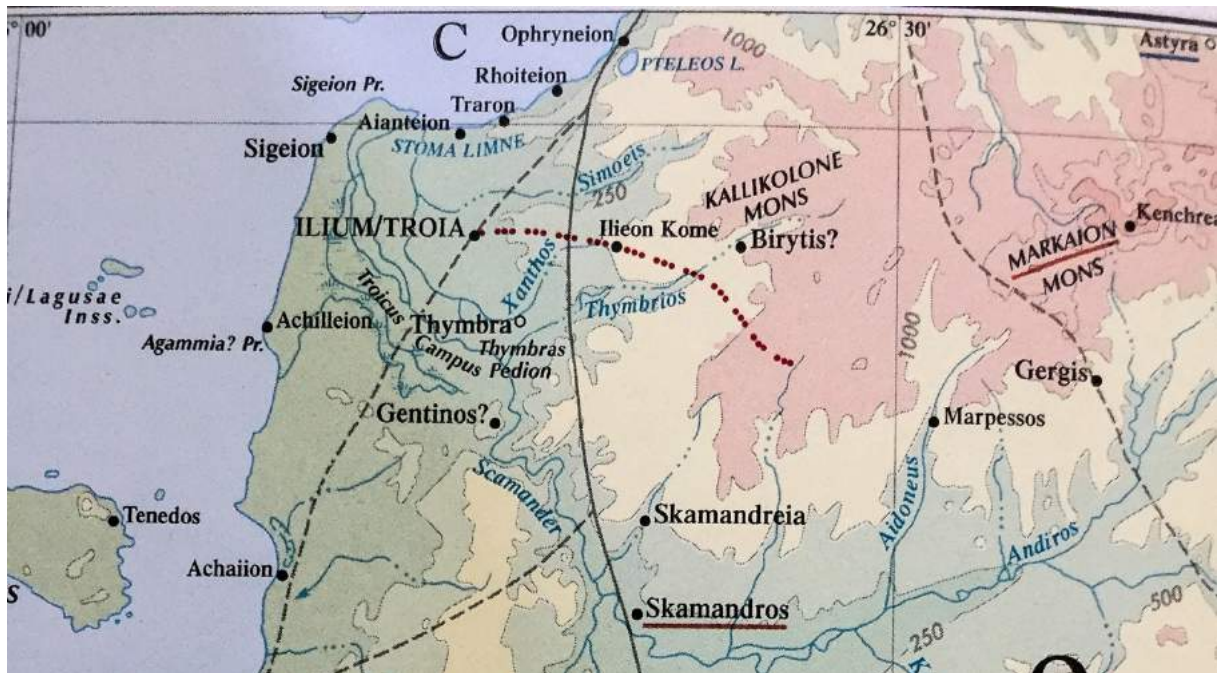 ° 00'
C
Ophryneion
1000
26° 30'
Astyra
PTELEOS L.
Rhoiteion
Sigeion Pr.
Traron
Aianteion
STOMA LIMNE
Sigeion
Simoeis
250
KALLIKOLONE
MONS
ILIUM/TROIA
Ilieon Kome
Birytis?
Kenchrea
MARKAION
MONS
Xanthos
Thymbrios
i/Lagusae
Inss.
Troicus
Campus Pedion
Achilleion
Thymbra
Thymbras
Agammia? Pr.
1000
Gergis
Gentinos?
Marpessos
Scamander
Skamandreia
Aidoneus
Tenedos
Andiros
Achaiion
S
Skamandros
500
250
K